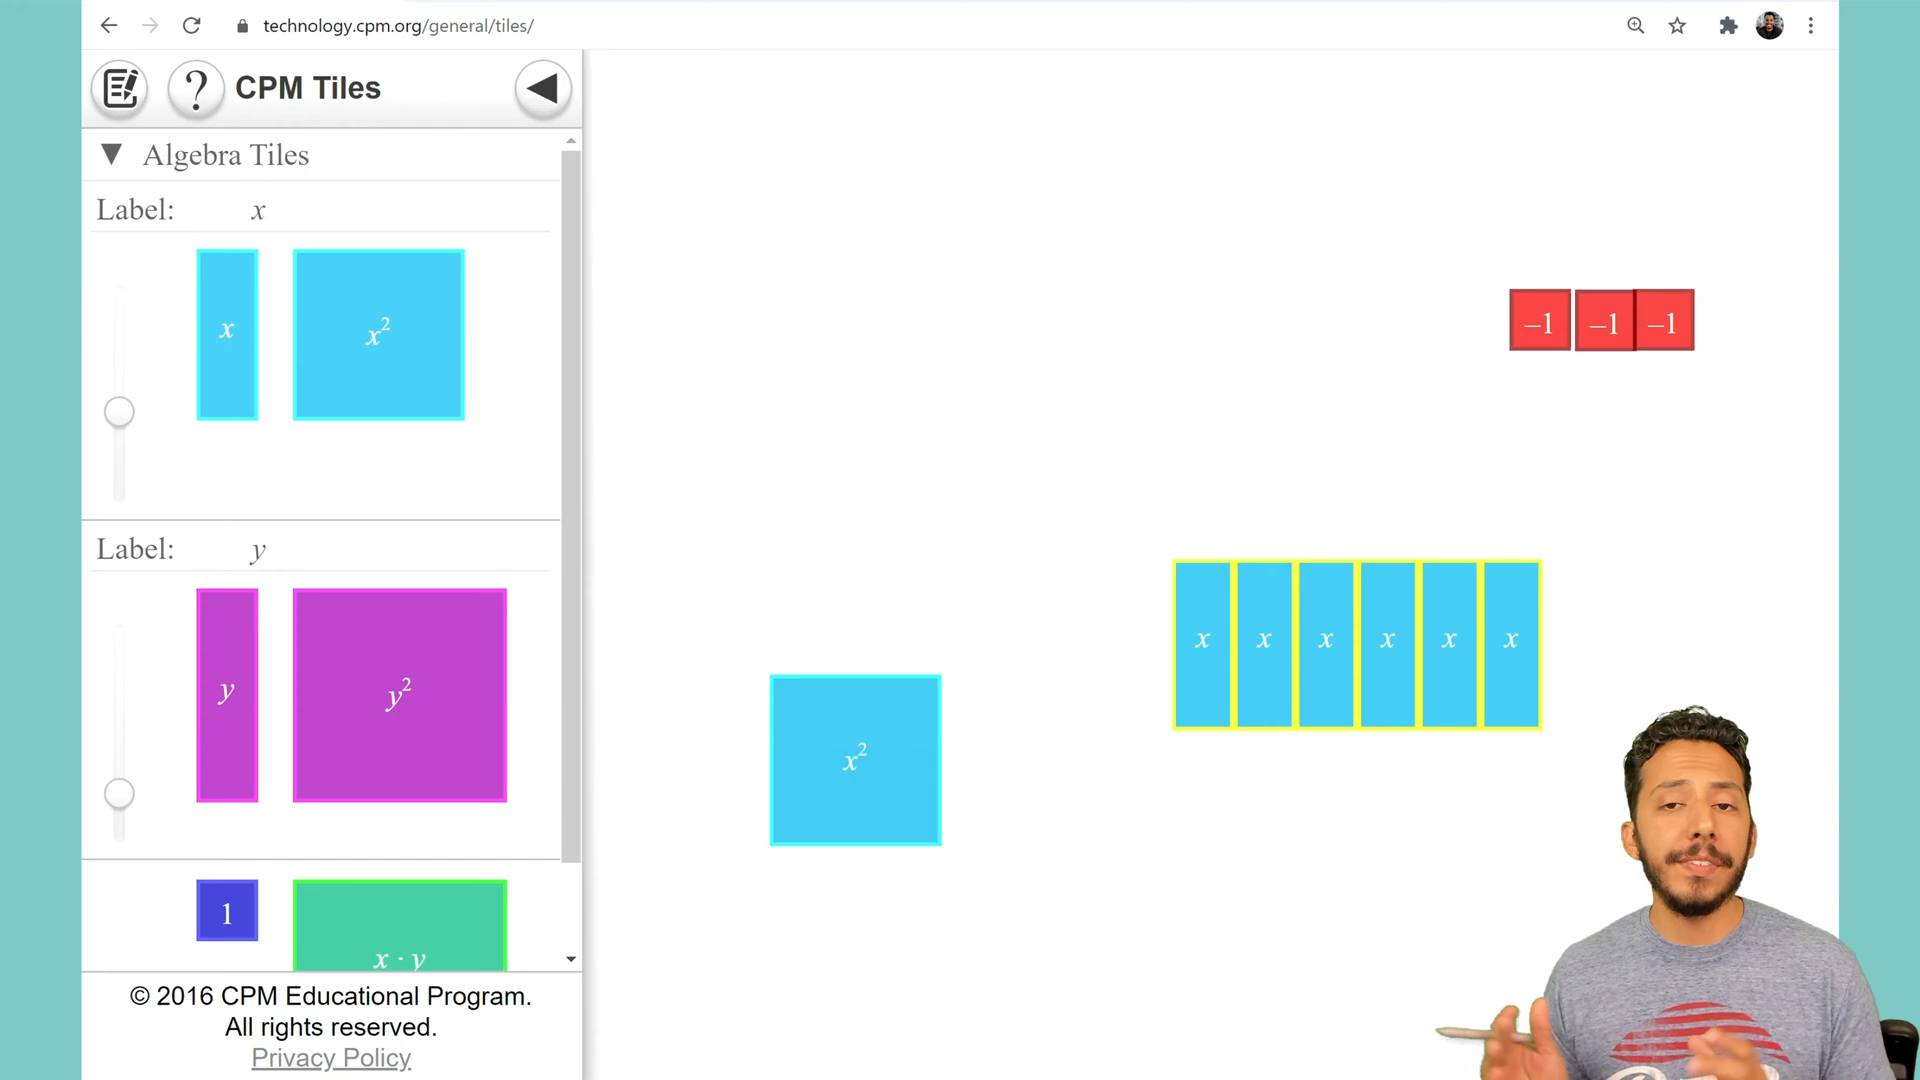 technology.cpm.org/general/tiles/
? CPM Tiles
Algebra Tiles
Label: x
x x²
Label: y
y y²
1
x · y
© 2016 CPM Educational Program.
All rights reserved.
Privacy Policy
–1 –1 –1
x x x x x x
x²